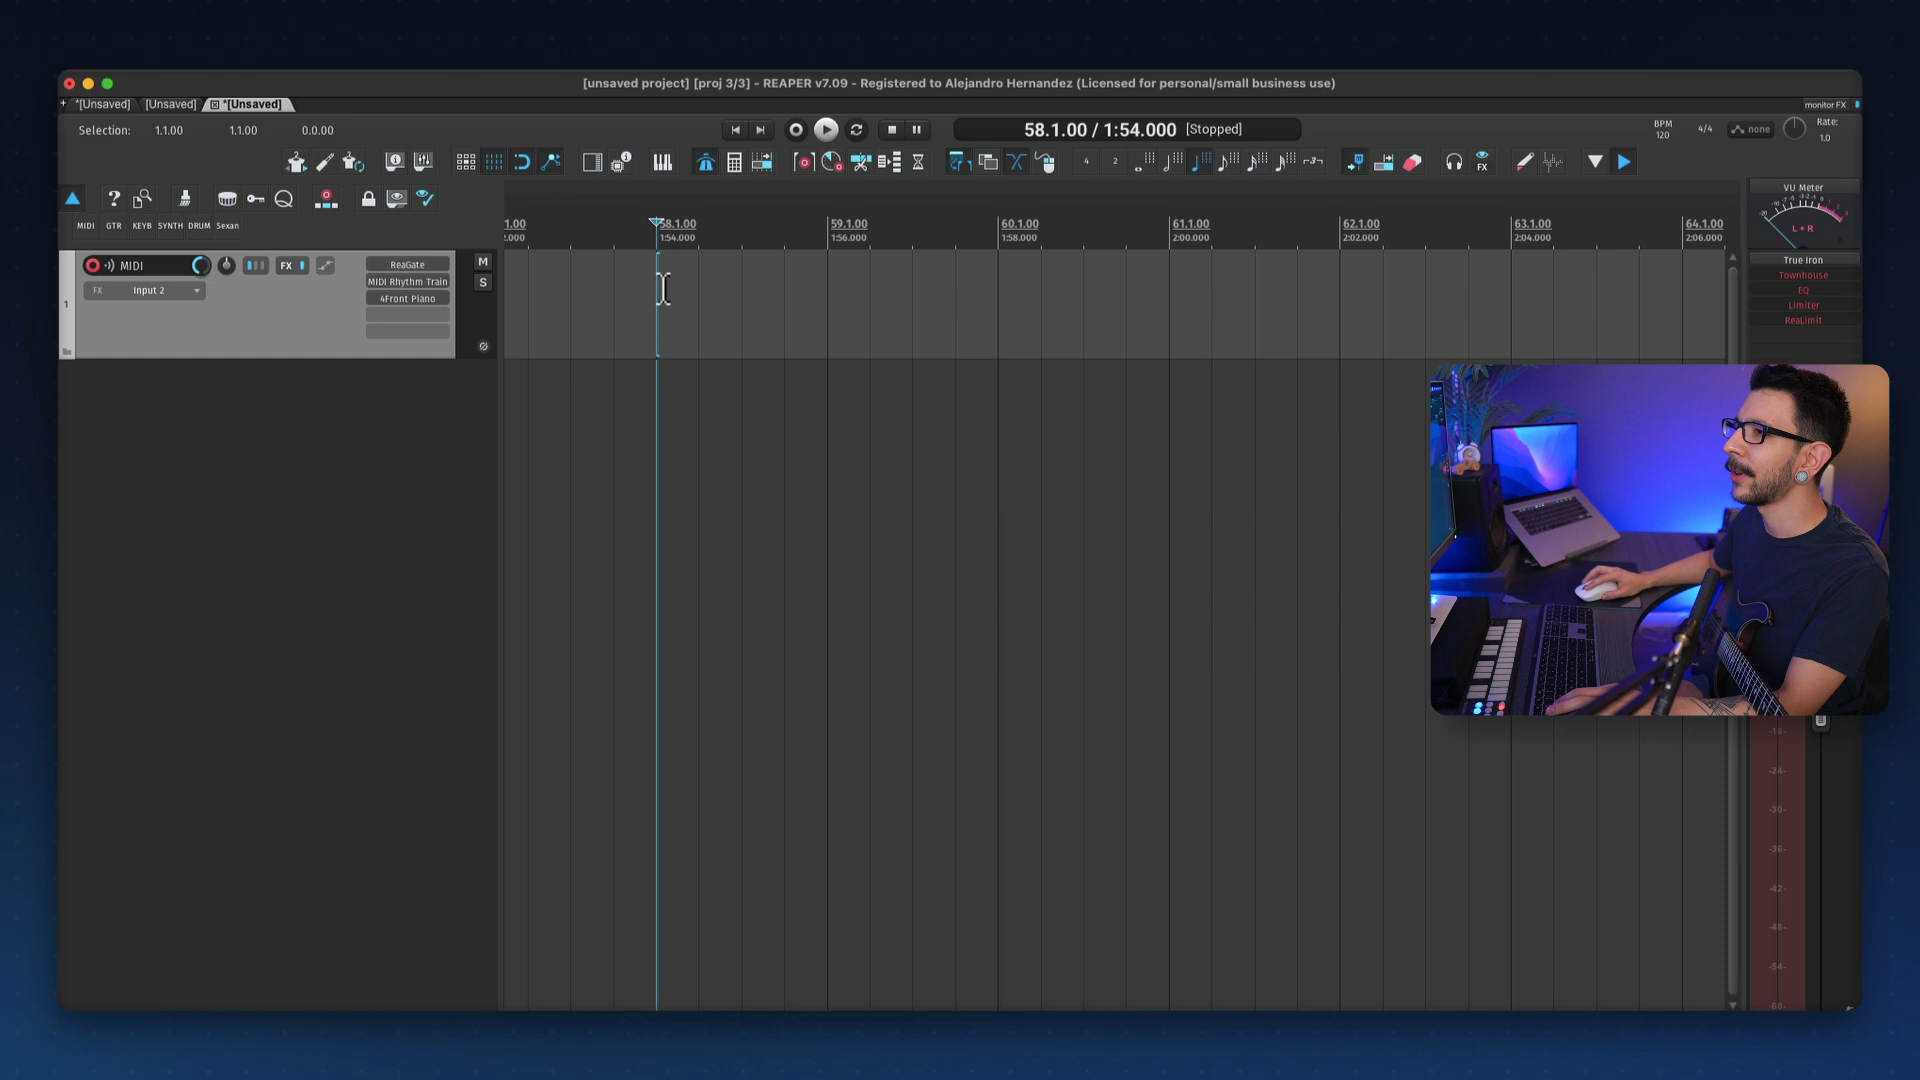 [unsaved project] [proj 3/3] - REAPER v7.09 - Registered to Alejandro Hernandez (Licensed for personal/small business use)
+ *[Unsaved] [Unsaved] *[Unsaved]
monitor FX
Selection: 1.1.00 1.1.00 0.0.00
58.1.00 / 1:54.000 [Stopped]
BPM
120
4/4
none
Rate:
1.0
4 2
FX
VU Meter
L + R
MIDI GTR KEYB SYNTH DRUM Sexan
1.00 58.1.00 59.1.00 60.1.00 61.1.00 62.1.00 63.1.00 64.1.00
2.000 1:54.000 1:56.000 1:58.000 2:00.000 2:02.000 2:04.000 2:06.000
1
MIDI
FX
FX Input 2
ReaGate
MIDI Rhythm Train
4Front Piano
M
S
True Iron
Townhouse
EQ
Limiter
ReaLimit
-18-
-24-
-30-
-36-
-42-
-48-
-54-
-60-